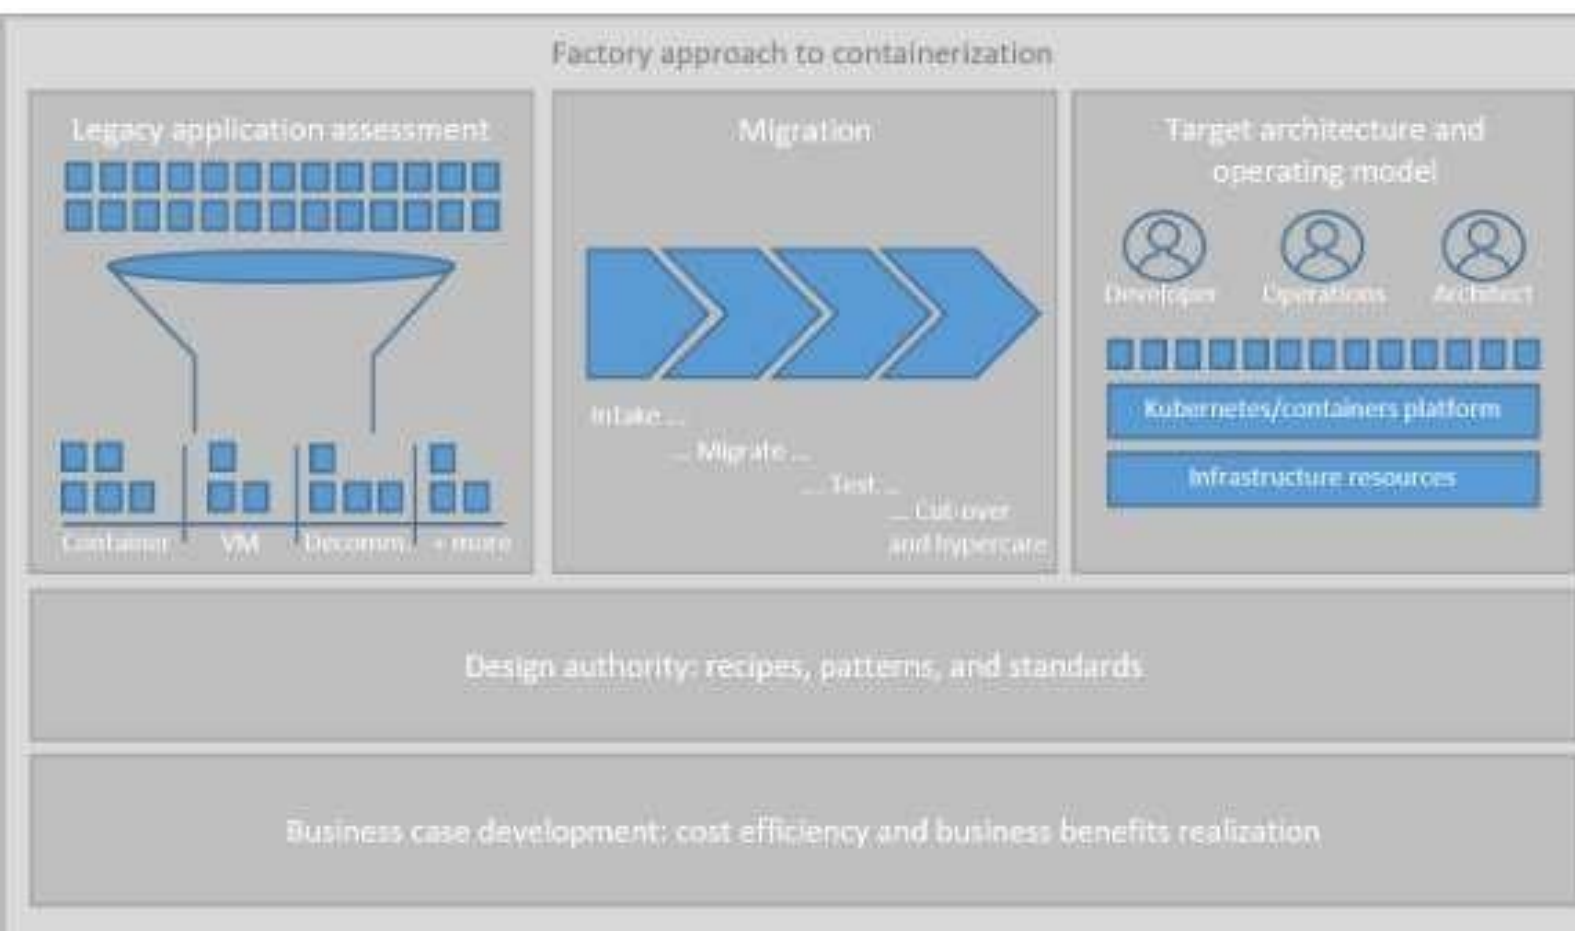 Factory approach to containerization
Legacy application assessment
Container
VM
Decomm.
+ more
Migration
Intake ...
... Migrate ...
... Test ...
... Cut-over
and hypercare
Target architecture and
operating model
Developer
Operations
Architect
Kubernetes/containers platform
Infrastructure resources
Design authority: recipes, patterns, and standards
Business case development: cost efficiency and business benefits realization